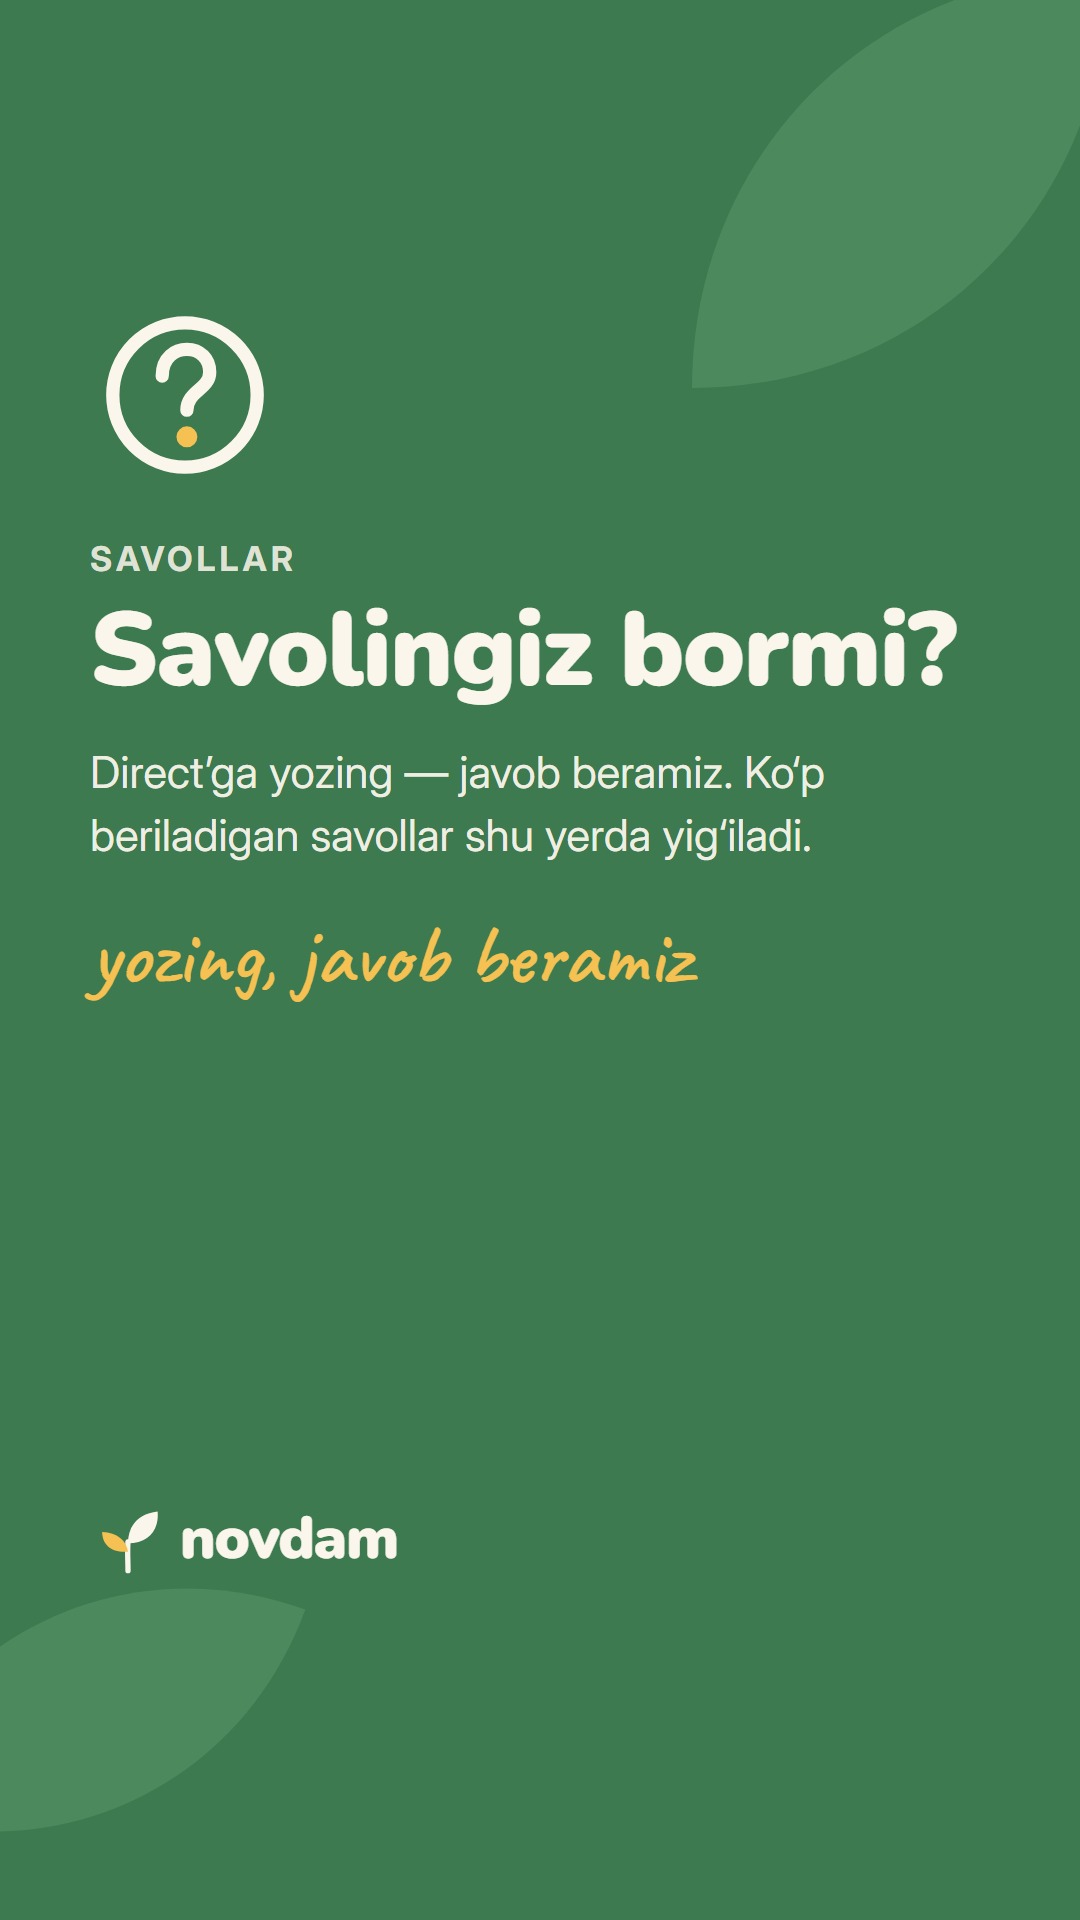 SAVOLLAR
Savolingiz bormi?
Direct’ga yozing — javob beramiz. Ko‘p
beriladigan savollar shu yerda yig‘iladi.
yozing, javob beramiz
novdam